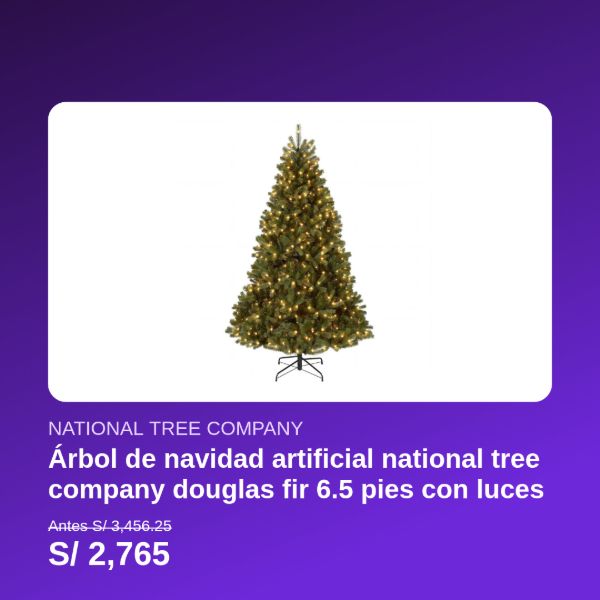 NATIONAL TREE COMPANY
Árbol de navidad artificial national tree
company douglas fir 6.5 pies con luces
Antes S/ 3,456.25
S/ 2,765